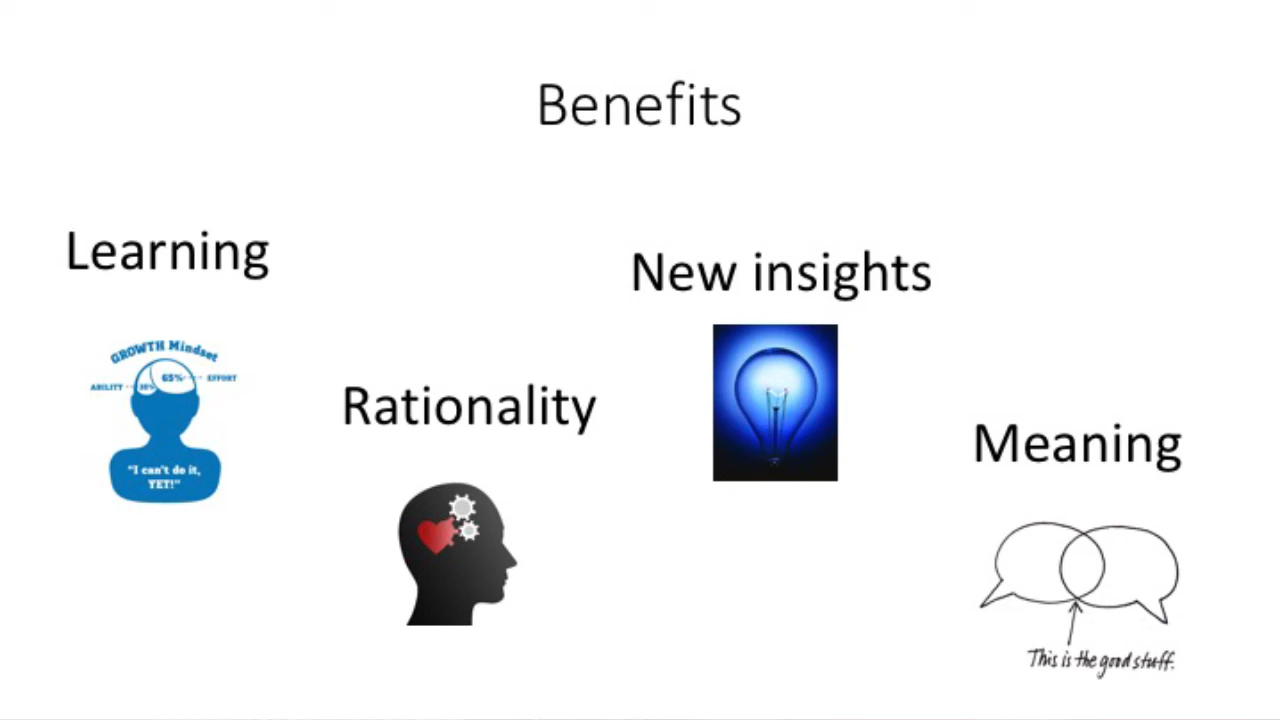 Benefits
Learning
GROWTH Mindset
65%
EFFORT
ABILITY
"I can't do it,
YET!"
Rationality
New insights
Meaning
This is the good stuff.